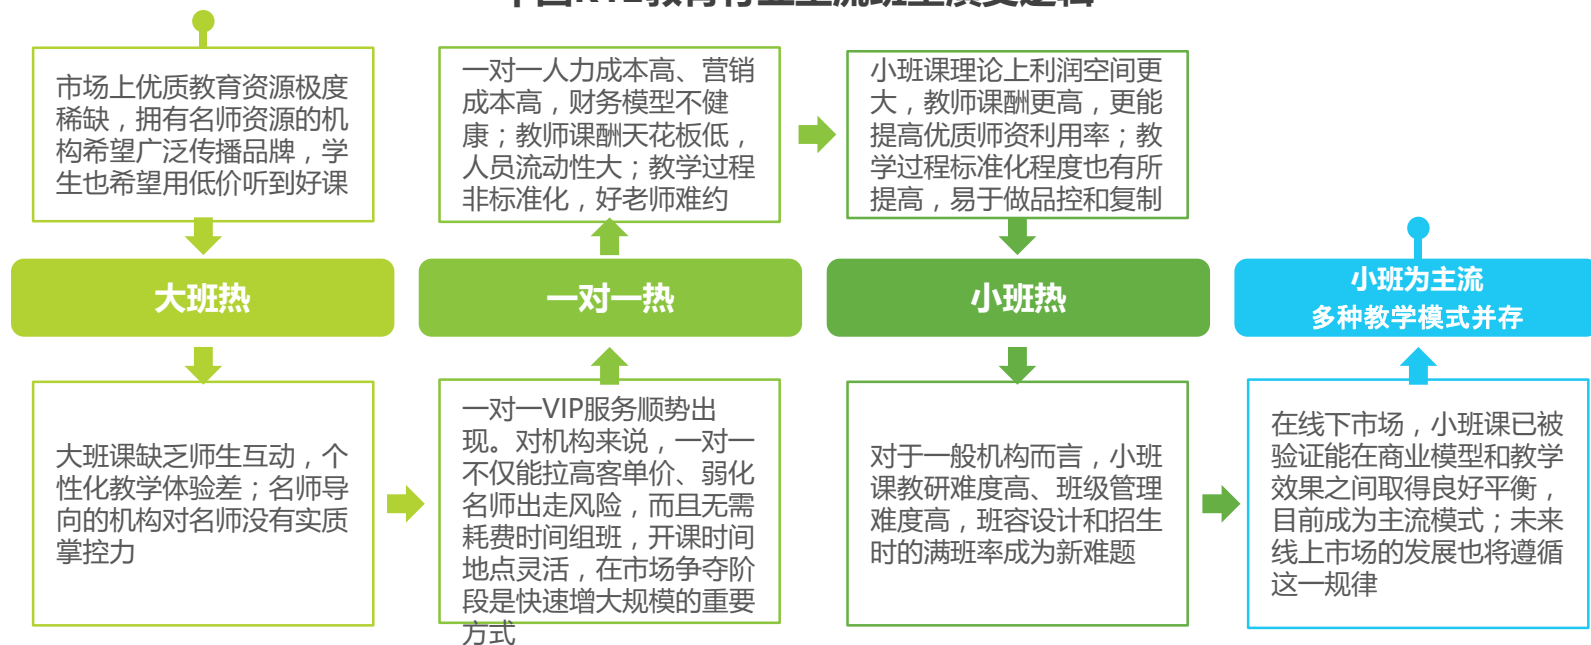 中国K12教育行业主流班型演变逻辑
市场上优质教育资源极度
稀缺，拥有名师资源的机
构希望广泛传播品牌，学
生也希望用低价听到好课
大班热
大班课缺乏师生互动，个
性化教学体验差；名师导
向的机构对名师没有实质
掌控力
一对一VIP服务顺势出
现。对机构来说，一对一
不仅能拉高客单价、弱化
名师出走风险，而且无需
耗费时间组班，开课时间
地点灵活，在市场争夺阶
段是快速增大规模的重要
方式
一对一热
一对一人力成本高、营销
成本高，财务模型不健
康；教师课酬天花板低，
人员流动性大；教学过程
非标准化，好老师难约
小班课理论上利润空间更
大，教师课酬更高，更能
提高优质师资利用率；教
学过程标准化程度也有所
提高，易于做品控和复制
小班热
对于一般机构而言，小班
课教研难度高、班级管理
难度高，班容设计和招生
时的满班率成为新难题
在线下市场，小班课已被
验证能在商业模型和教学
效果之间取得良好平衡，
目前成为主流模式；未来
线上市场的发展也将遵循
这一规律
小班为主流
多种教学模式并存